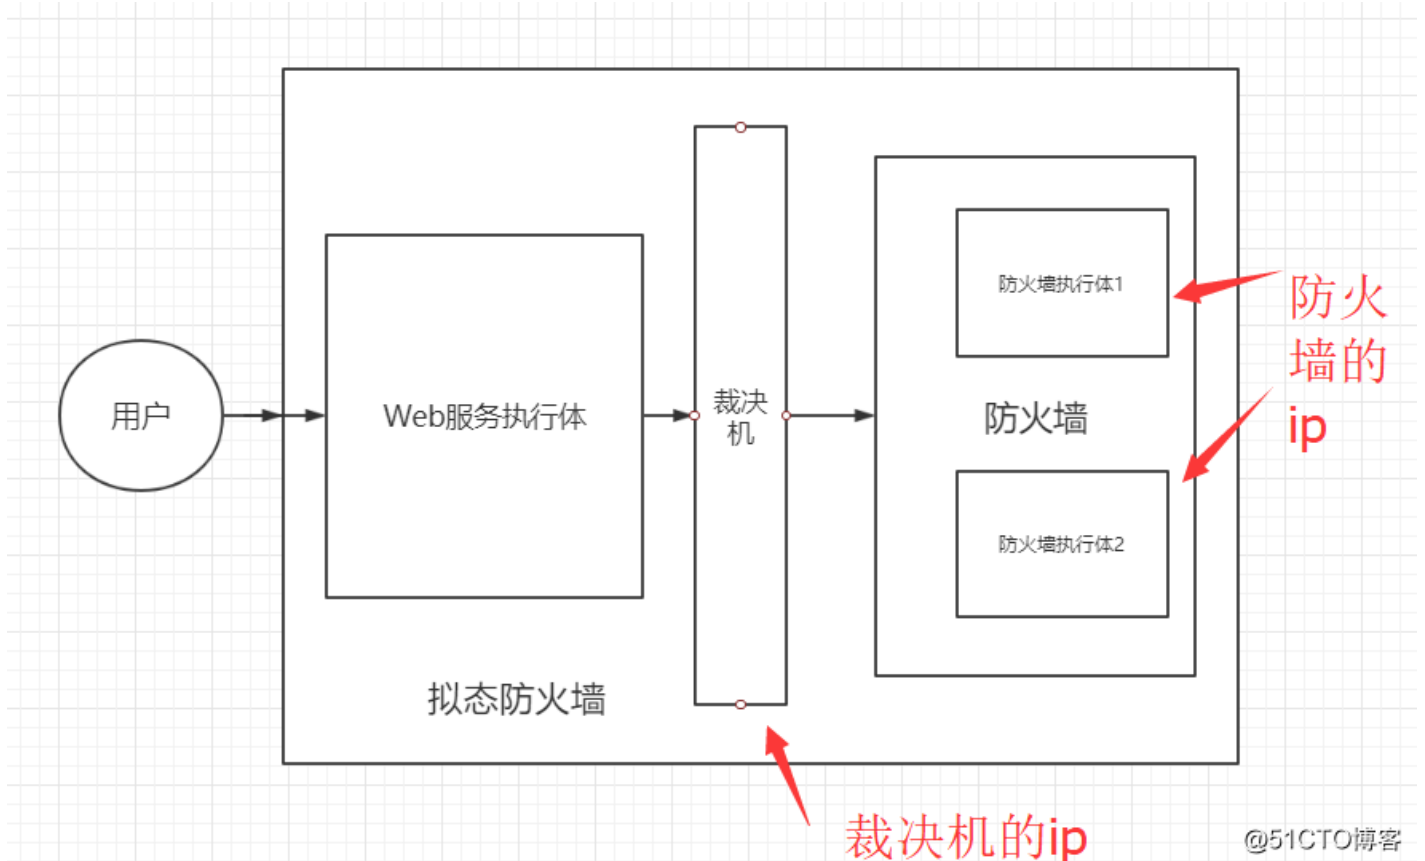 用户
Web服务执行体
裁决
机
防火墙执行体1
防火墙
防火墙执行体2
拟态防火墙
防火
墙的
ip
裁决机的ip
@51CTO博客